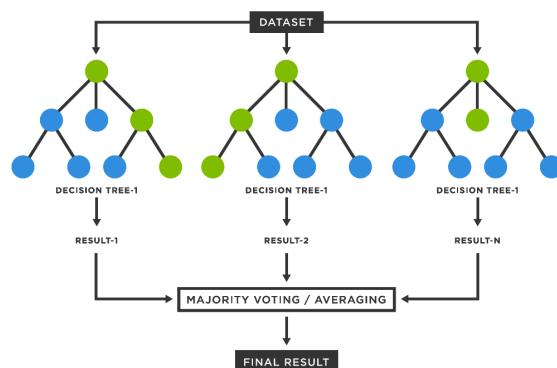 DATASET
DECISION TREE-1
DECISION TREE-1
DECISION TREE-1
RESULT-1
RESULT-2
RESULT-N
MAJORITY VOTING / AVERAGING
FINAL RESULT